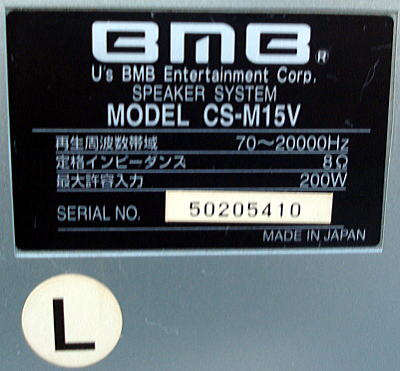 BMB®
U's BMB Entertainment Corp.
SPEAKER SYSTEM
MODEL CS-M15V
再生周波数帯域 70～20000Hz
定格インピーダンス 8Ω
最大許容入力 200W
SERIAL NO. 50205410
MADE IN JAPAN
L